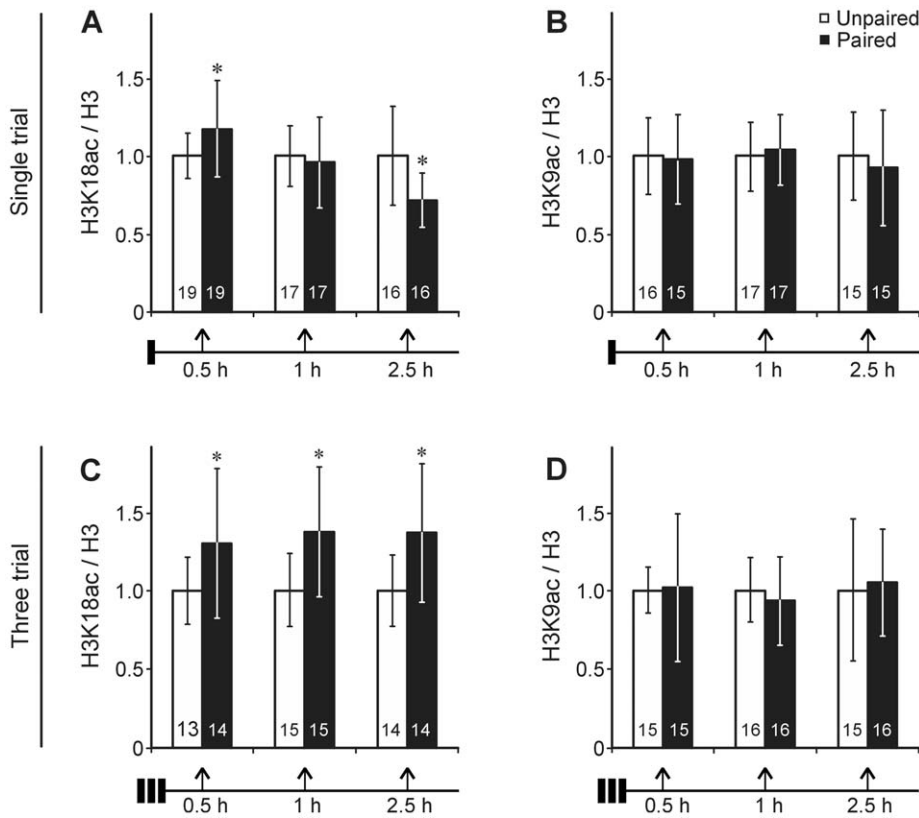 A
B
Unpaired
Paired
Single trial
H3K18ac / H3
1.5
1.0
0.5
0
*
*
19 19 17 17 16 16
0.5 h 1 h 2.5 h
H3K9ac / H3
1.5
1.0
0.5
0
16 15 17 17 15 15
0.5 h 1 h 2.5 h
C
D
Three trial
H3K18ac / H3
1.5
1.0
0.5
0
* * *
13 14 15 15 14 14
0.5 h 1 h 2.5 h
H3K9ac / H3
1.5
1.0
0.5
0
15 15 16 16 15 16
0.5 h 1 h 2.5 h